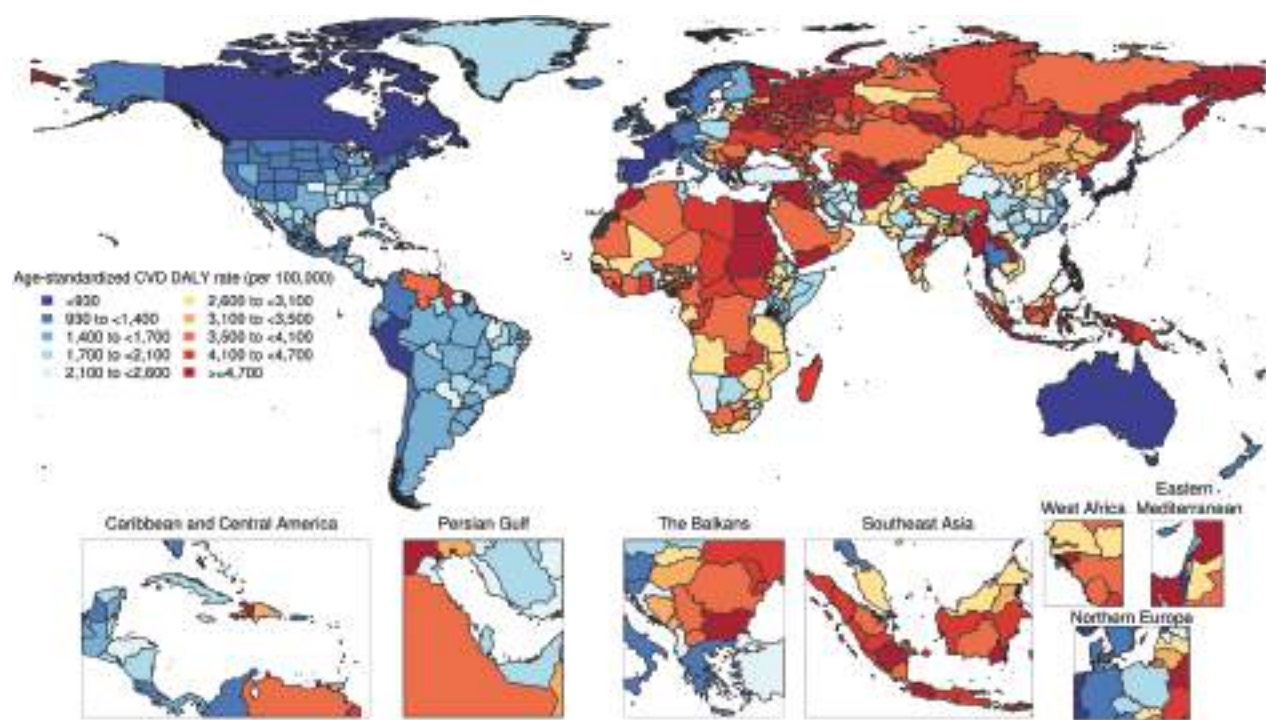 Age-standardized CVD DALY rate (per 100,000)
<930 2,600 to <3,100
930 to <1,400 3,100 to <3,500
1,400 to <1,700 3,500 to <4,100
1,700 to <2,100 4,100 to <4,700
2,100 to <2,600 >=4,700
Caribbean and Central America
Persian Gulf
The Balkans
Southeast Asia
West Africa
Eastern
Mediterranean
Northern Europe